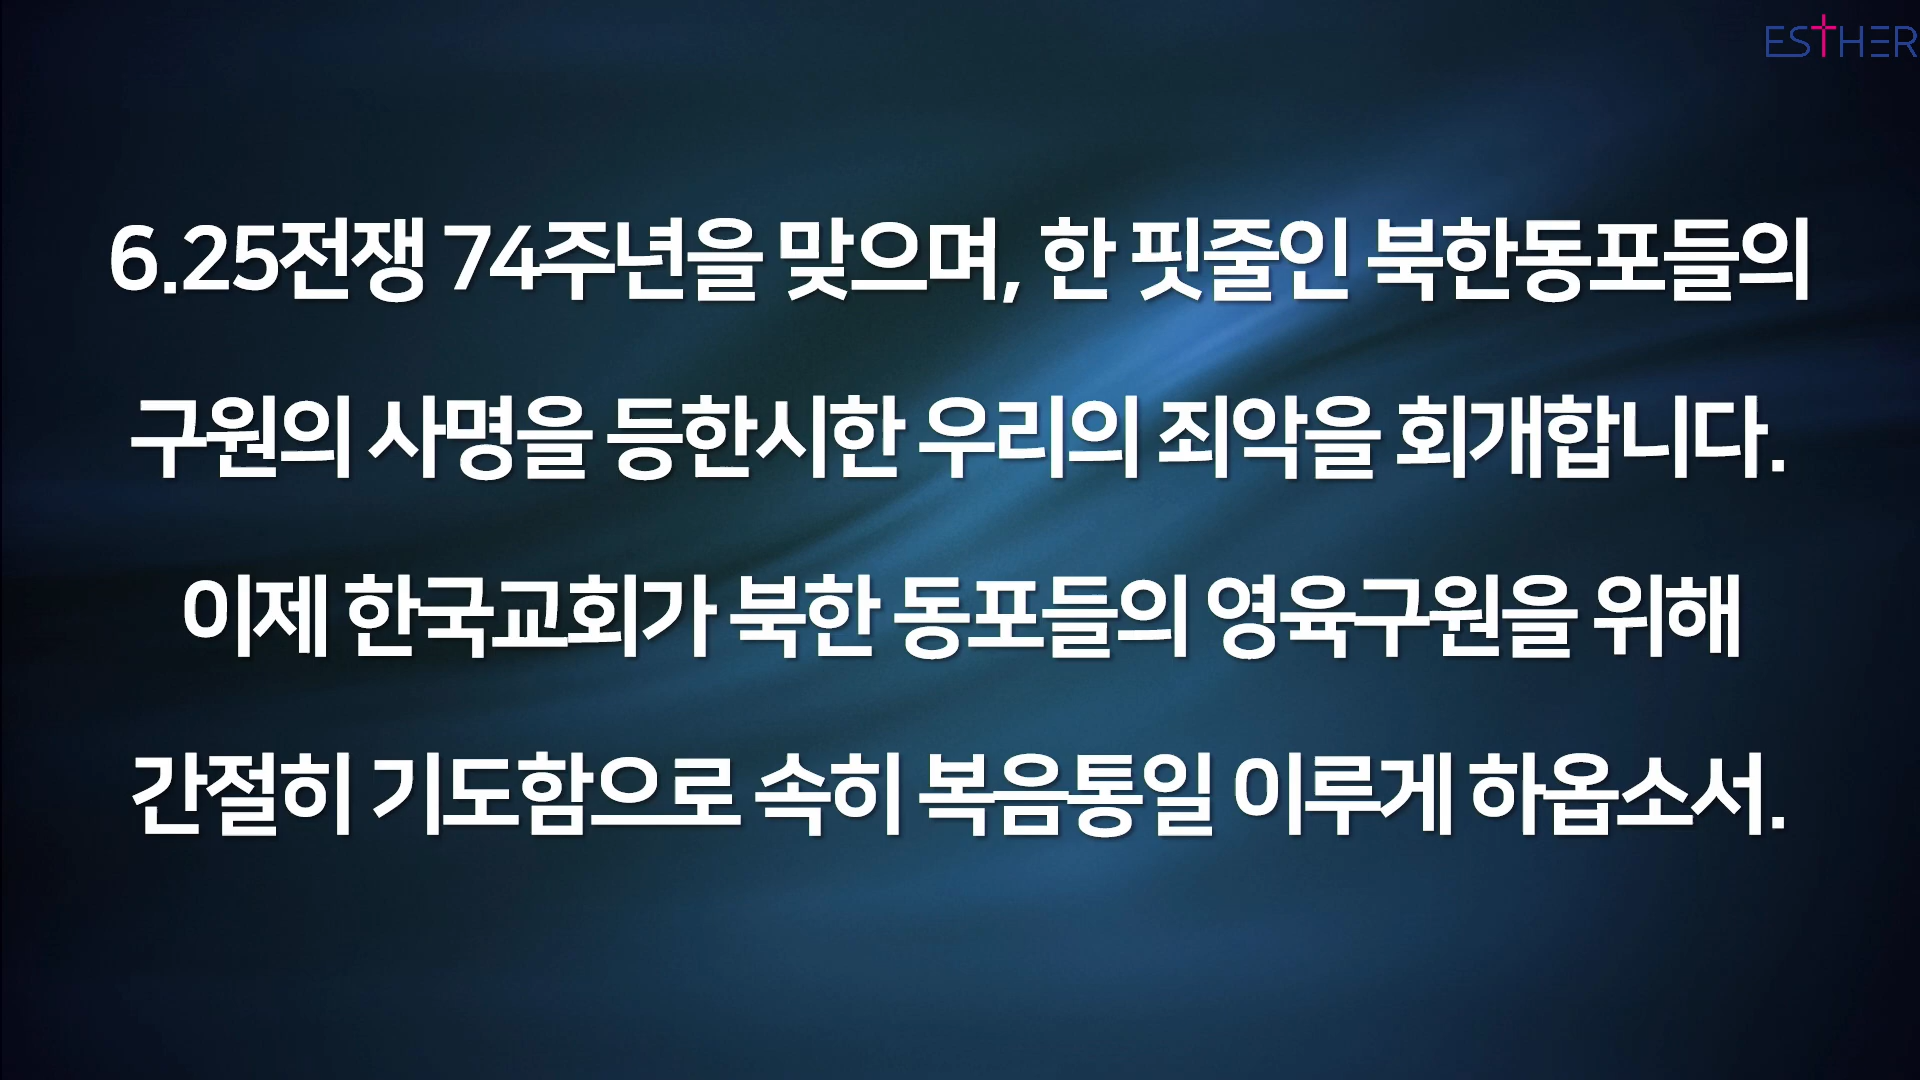 ESTHER
6.25전쟁 74주년을 맞으며, 한 핏줄인 북한동포들의
구원의 사명을 등한시한 우리의 죄악을 회개합니다.
이제 한국교회가 북한 동포들의 영육구원을 위해
간절히 기도함으로 속히 복음통일 이루게 하옵소서.